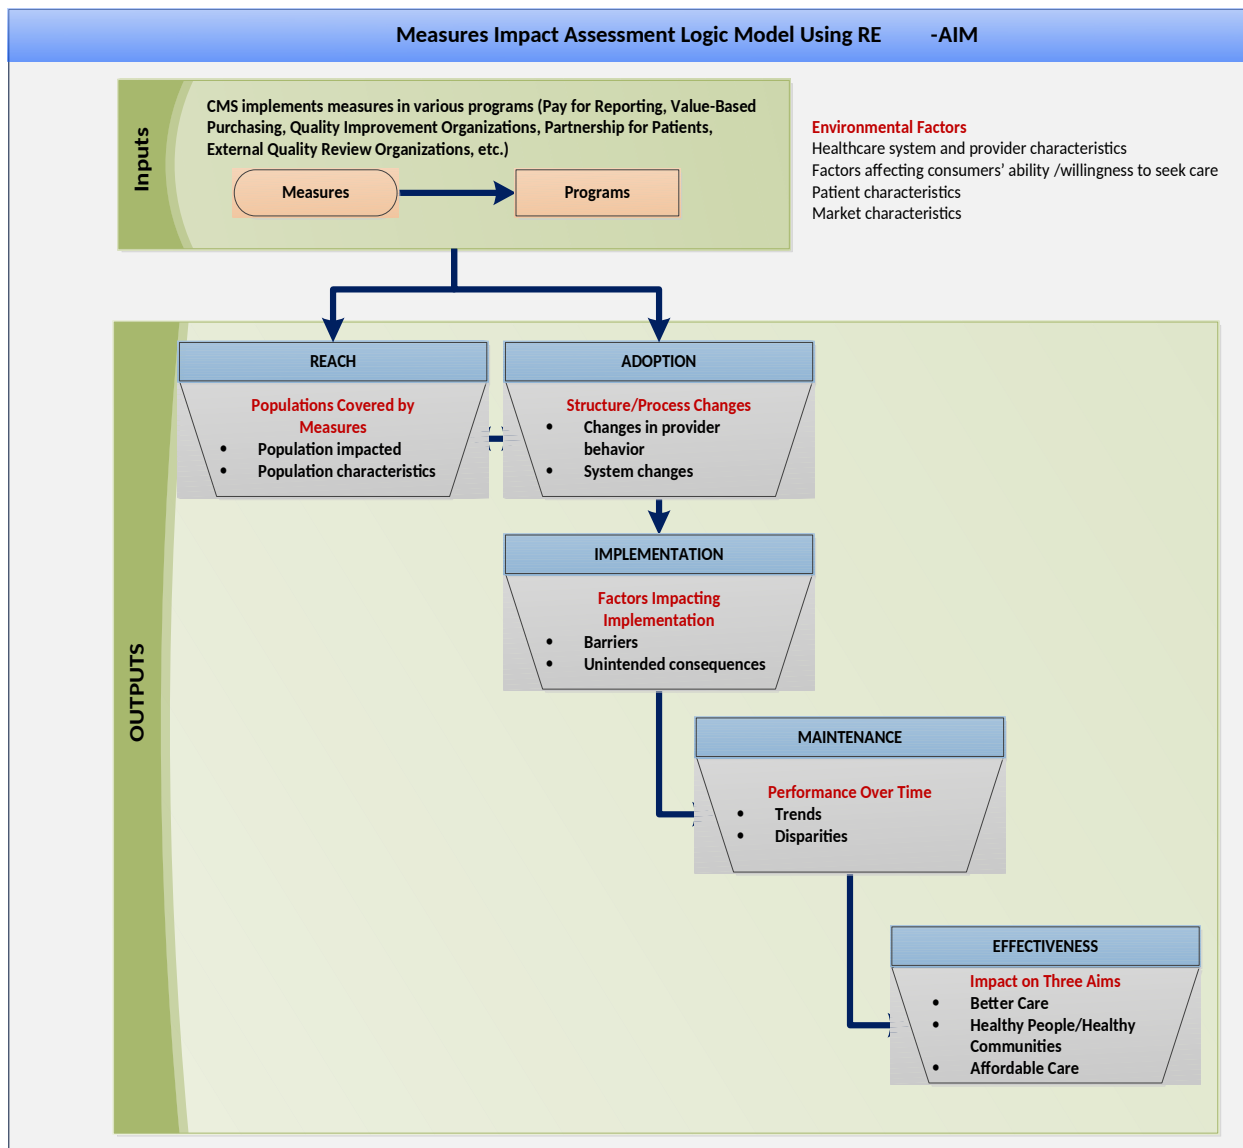 Measures Impact Assessment Logic Model Using RE -AIM
Inputs
CMS implements measures in various programs (Pay for Reporting, Value-Based
Purchasing, Quality Improvement Organizations, Partnership for Patients,
External Quality Review Organizations, etc.)
Measures
Programs
Environmental Factors
Healthcare system and provider characteristics
Factors affecting consumers’ ability /willingness to seek care
Patient characteristics
Market characteristics
OUTPUTS
REACH
Populations Covered by
Measures
• Population impacted
• Population characteristics
ADOPTION
Structure/Process Changes
• Changes in provider
behavior
• System changes
IMPLEMENTATION
Factors Impacting
Implementation
• Barriers
• Unintended consequences
MAINTENANCE
Performance Over Time
• Trends
• Disparities
EFFECTIVENESS
Impact on Three Aims
• Better Care
• Healthy People/Healthy
Communities
• Affordable Care